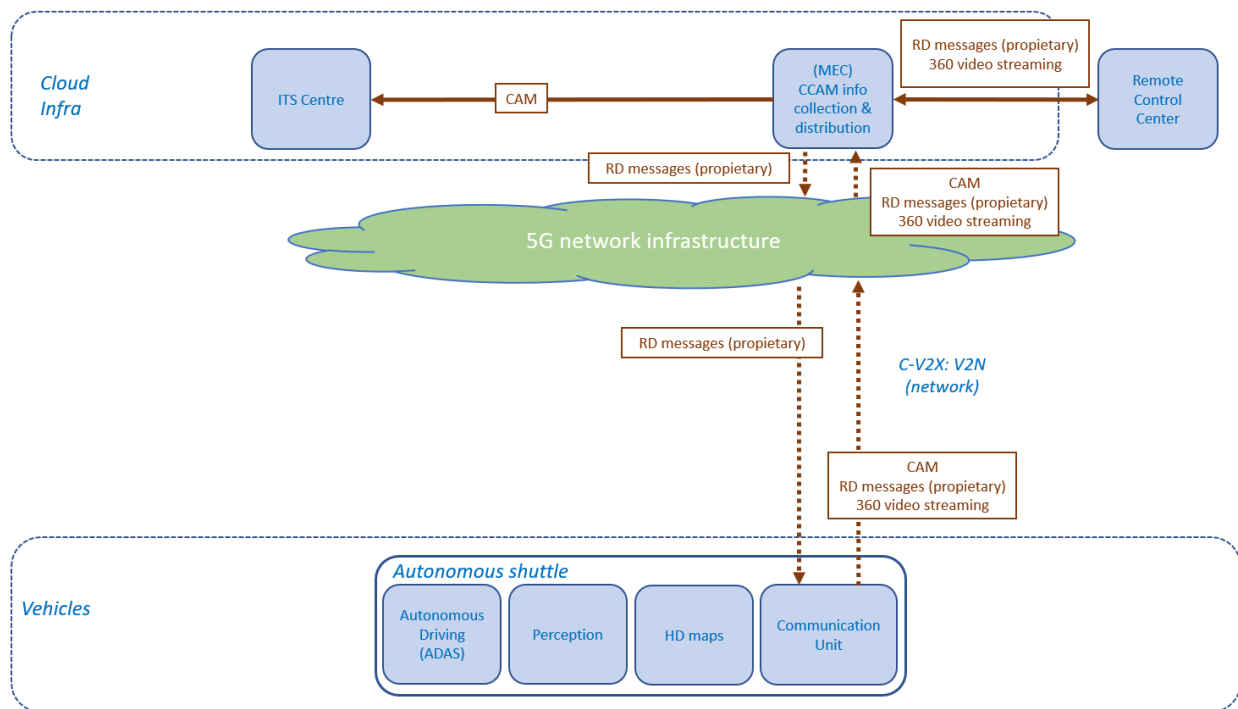 RD messages (propietary)
360 video streaming
Cloud
Infra
ITS Centre
CAM
(MEC)
CCAM info
collection &
distribution
Remote
Control
Center
RD messages (propietary)
CAM
RD messages (propietary)
360 video streaming
5G network infrastructure
RD messages (propietary)
C-V2X: V2N
(network)
CAM
RD messages (propietary)
360 video streaming
Vehicles
Autonomous shuttle
Autonomous
Driving
(ADAS)
Perception
HD maps
Communication
Unit